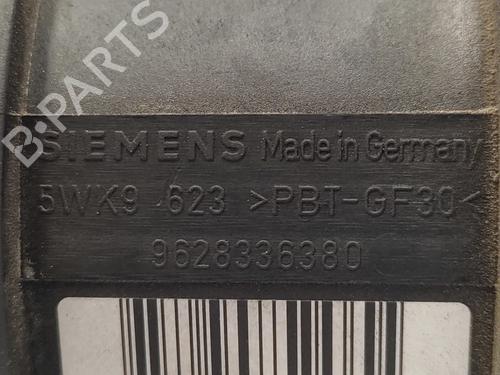 B-PARTS
SIEMENS Made in Germany
5WK9 623 >PBT-GF30<
9628336380